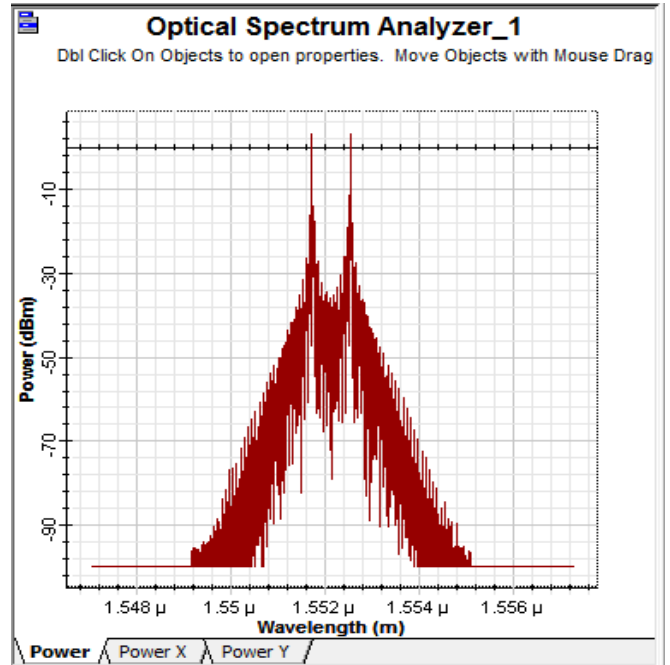 Optical Spectrum Analyzer_1
Dbl Click On Objects to open properties.  Move Objects with Mouse Drag
Power (dBm)
-10
-30
-50
-70
-90
1.548 µ
1.55 µ
1.552 µ
1.554 µ
1.556 µ
Wavelength (m)
Power
Power X
Power Y